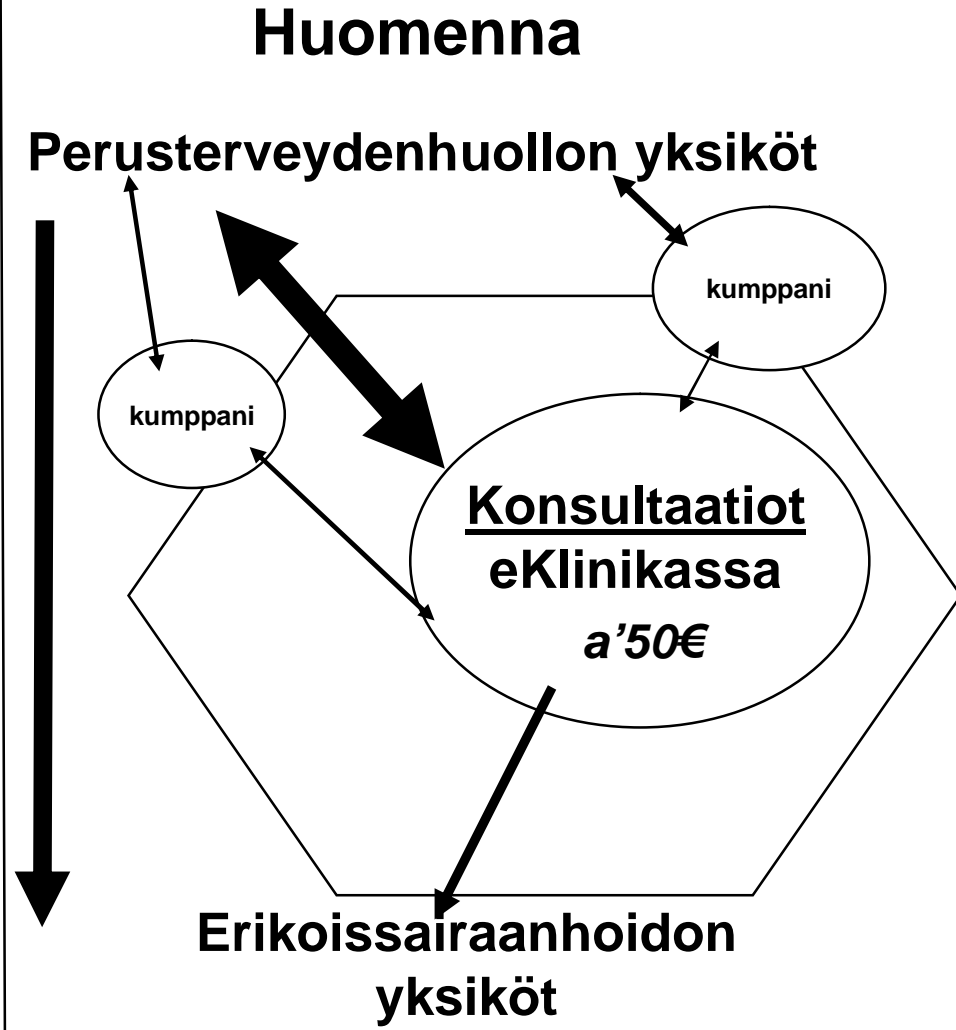 Huomenna
Perusterveydenhuollon yksiköt
kumppani
kumppani
Konsultaatiot
eKlinikassa
a’50€
Erikoissairaanhoidon
yksiköt